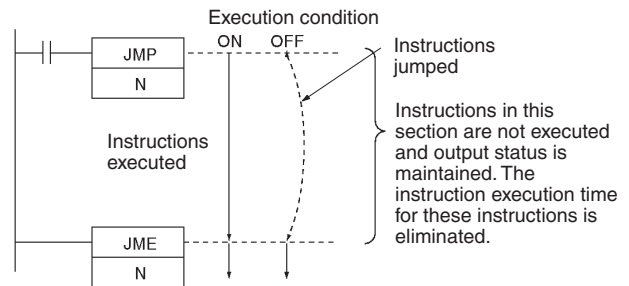 Execution condition
ON OFF
JMP
N
Instructions
jumped
Instructions
executed
Instructions in this
section are not executed
and output status is
maintained. The
instruction execution time
for these instructions is
eliminated.
JME
N